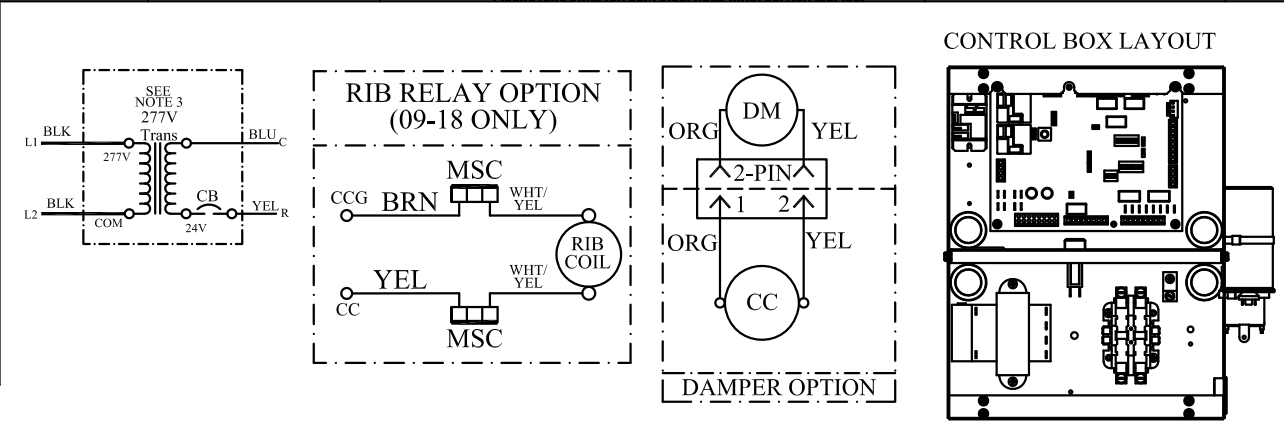 SEE
NOTE 3
277V
Trans
L1
BLK
277V
BLU
C
L2
BLK
COM
CB
24V
YEL
R
RIB RELAY OPTION
(09-18 ONLY)
MSC
CCG
BRN
WHT/
YEL
RIB
COIL
YEL
WHT/
YEL
CC
MSC
DM
ORG
YEL
2-PIN
1
2
ORG
YEL
CC
DAMPER OPTION
CONTROL BOX LAYOUT